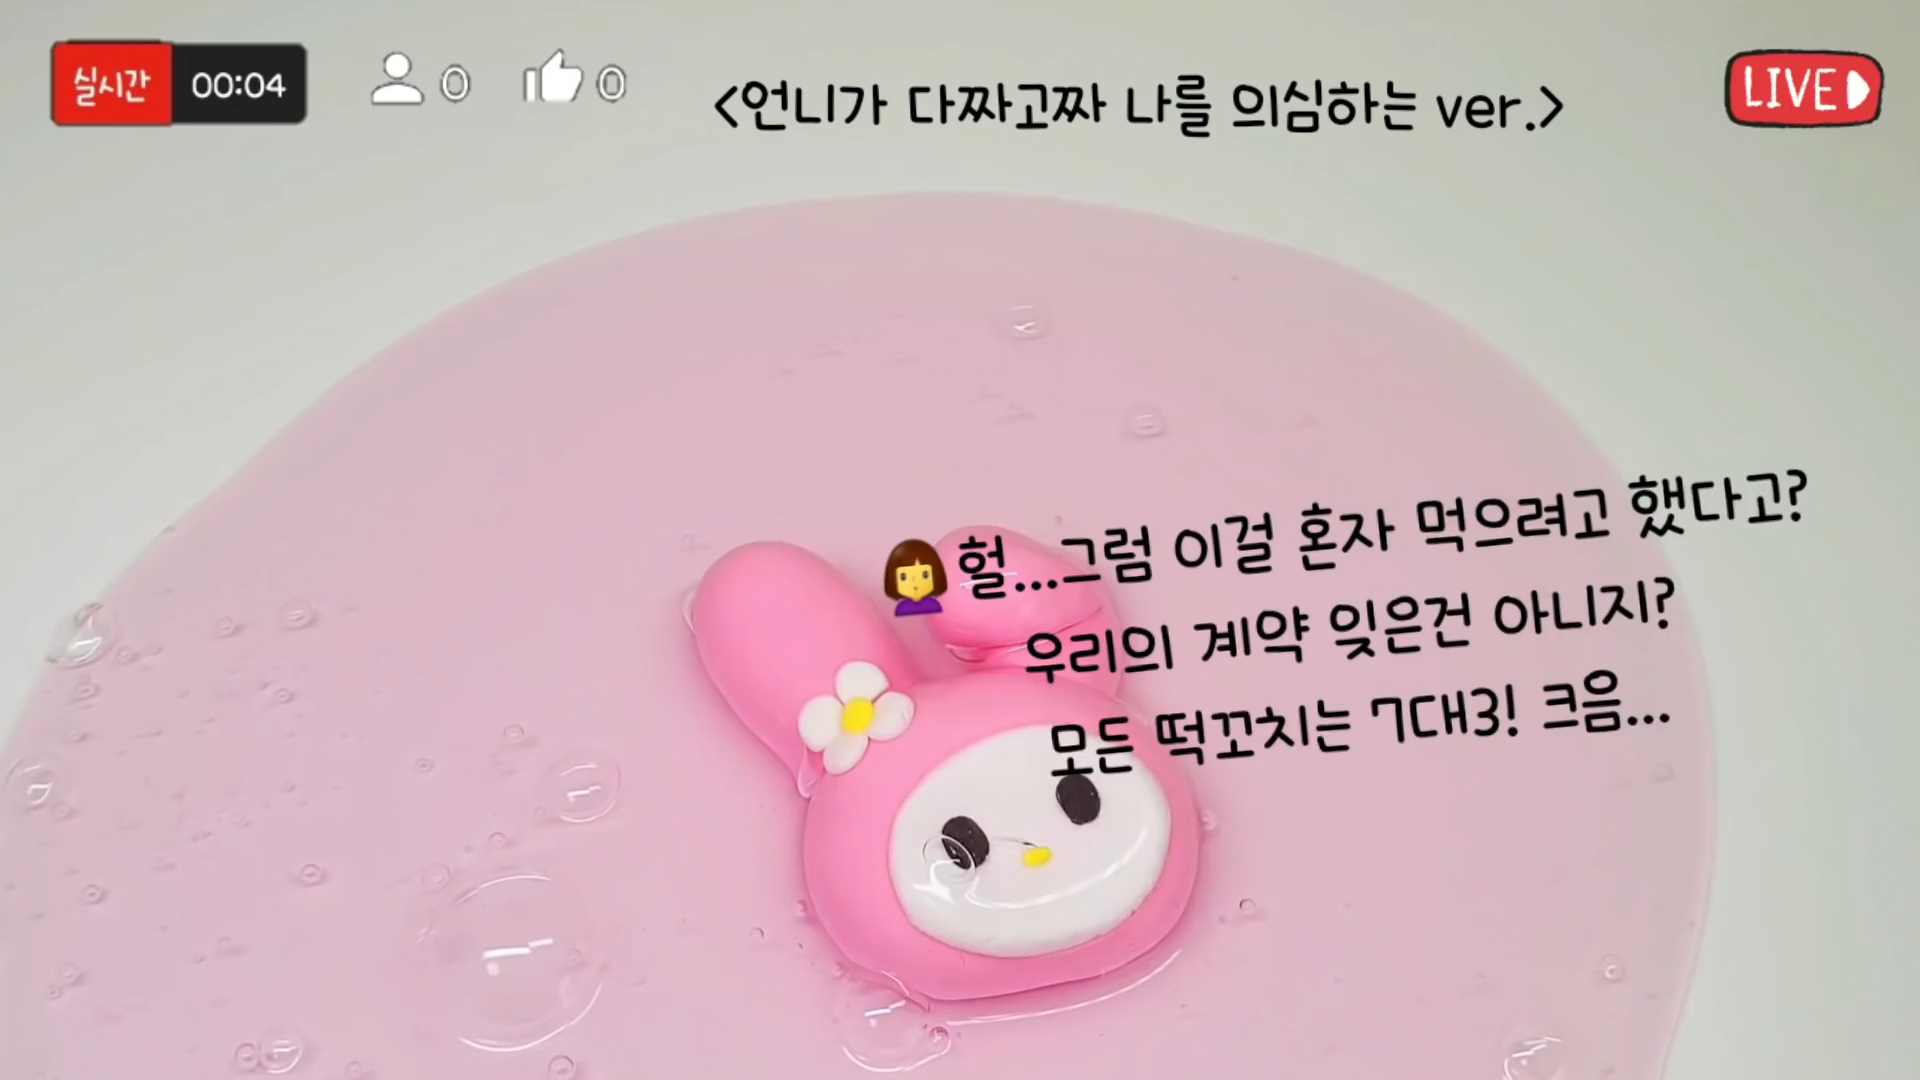 실시간 00:04 0 0
<언니가 다짜고짜 나를 의심하는 ver.>
LIVE
헐...그럼 이걸 혼자 먹으려고 했다고?
우리의 계약 잊은건 아니지?
모든 떡꼬치는 7대3! 크음...